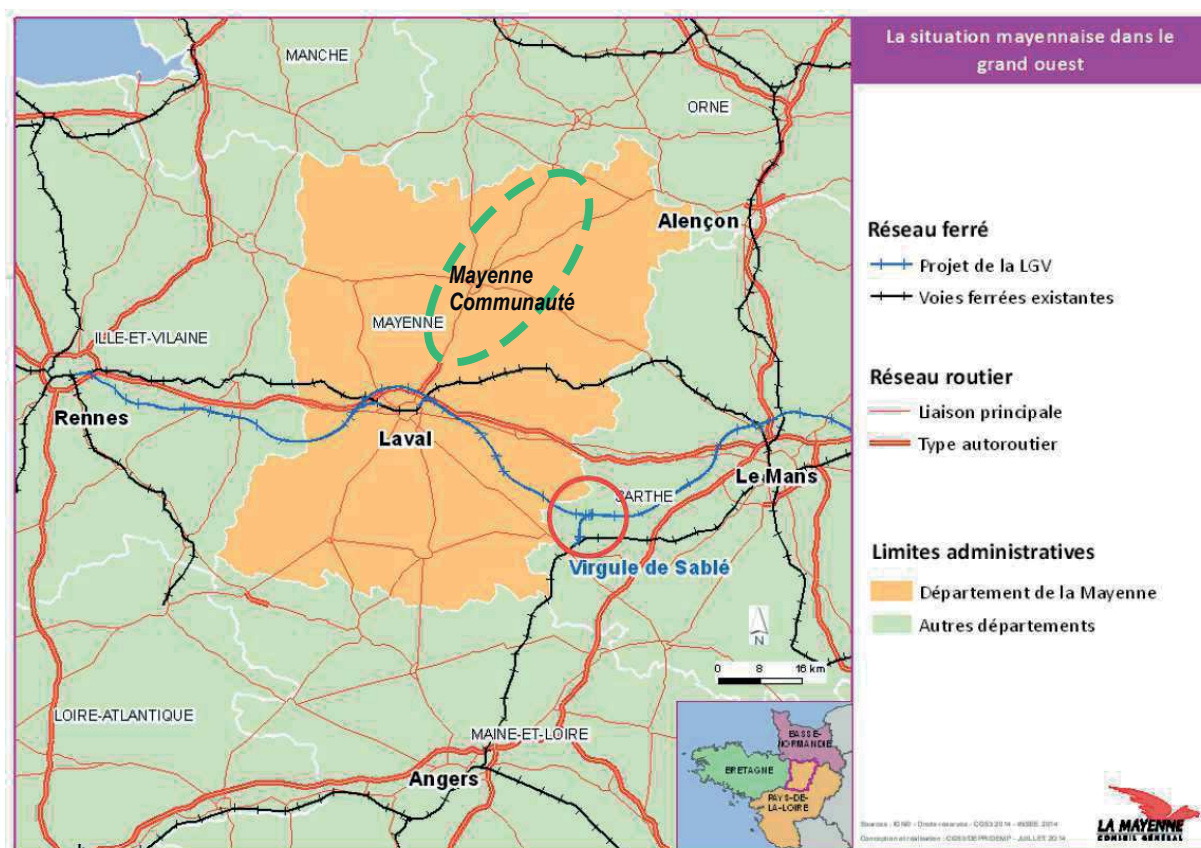 La situation mayennaise dans le
grand ouest
MANCHE
ORNE
Alençon
Mayenne
Communauté
MAYENNE
ILLE-ET-VILAINE
Rennes
Laval
Le Mans
SARTHE
Virgule de Sablé
N
0 8 16 km
LOIRE-ATLANTIQUE
MAINE-ET-LOIRE
Angers
BASSE-
NORMANDIE
BRETAGNE
PAYS-DE-
LA-LOIRE
Réseau ferré
Projet de la LGV
Voies ferrées existantes
Réseau routier
Liaison principale
Type autoroutier
Limites administratives
Département de la Mayenne
Autres départements
LA MAYENNE
CONSEIL GÉNÉRAL